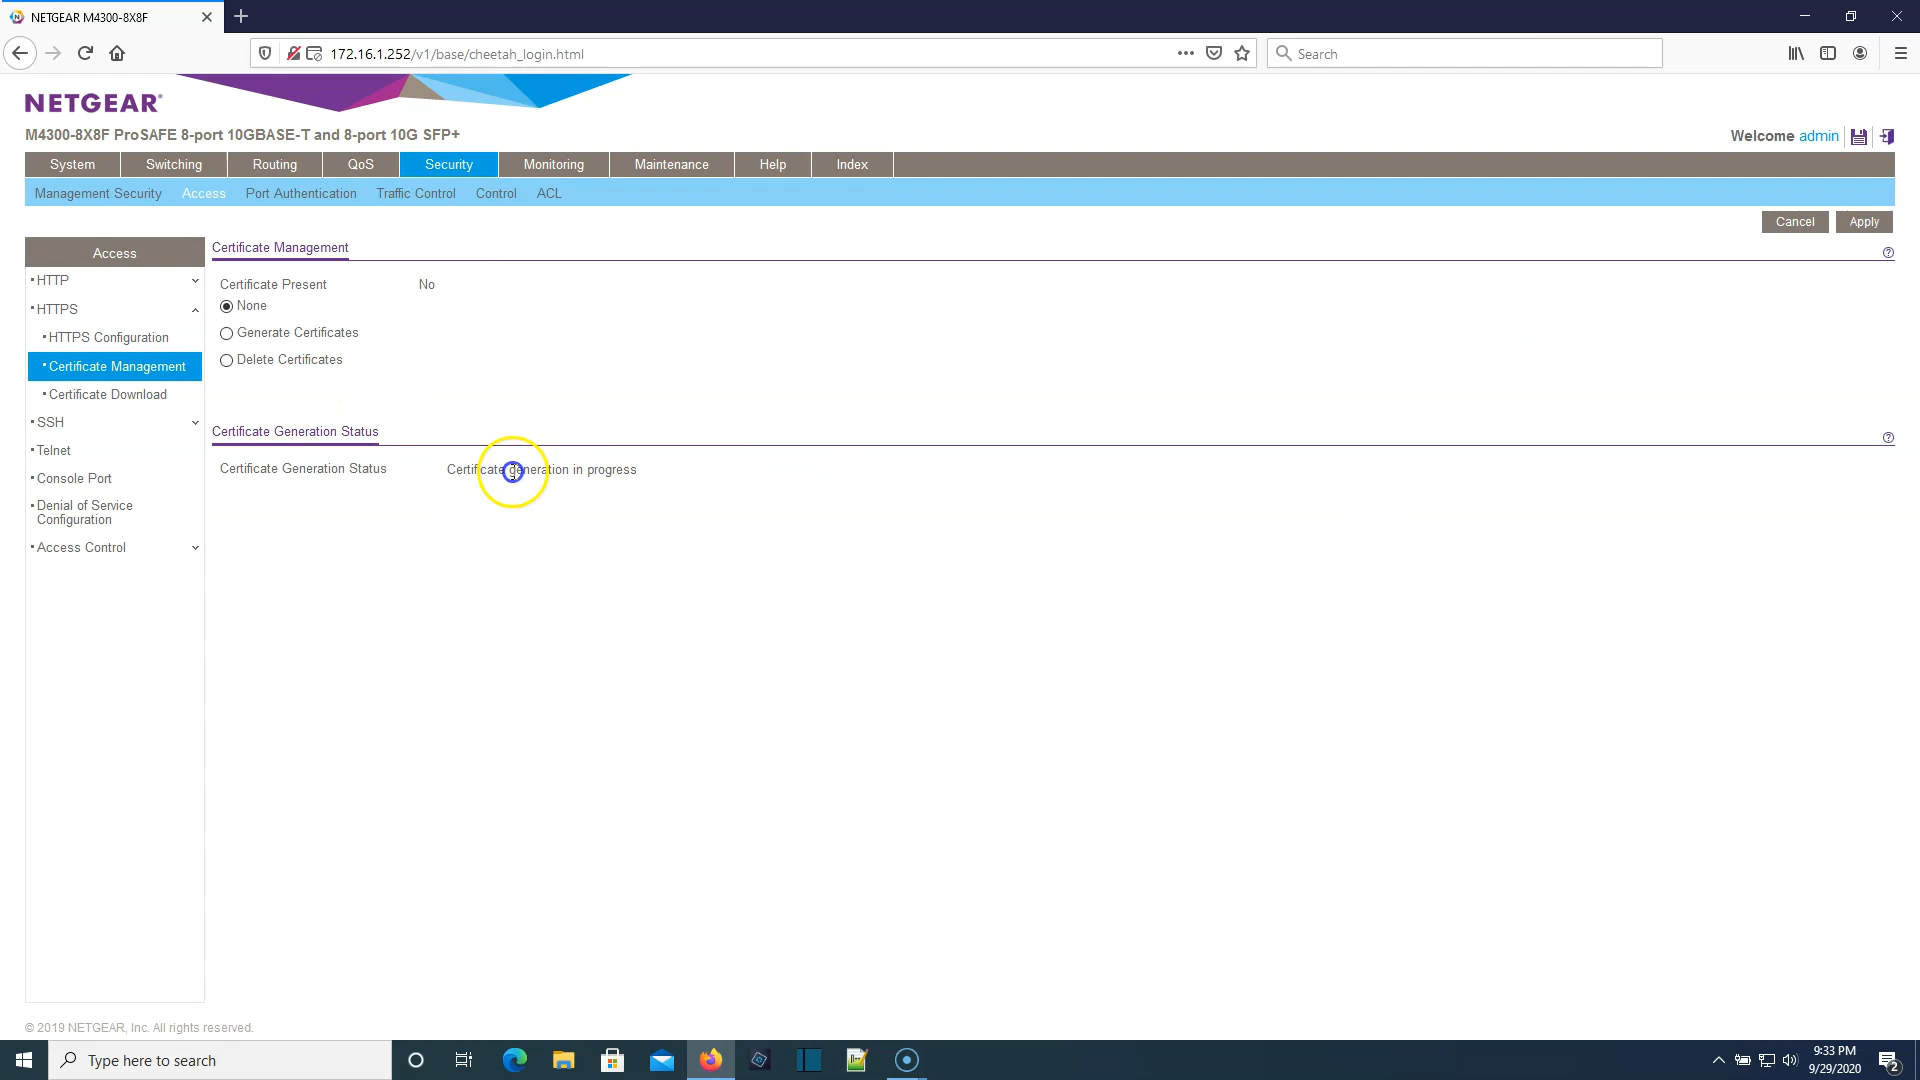 NETGEAR M4300-8X8F
172.16.1.252/v1/base/cheetah_login.html
Search
NETGEAR®
M4300-8X8F ProSAFE 8-port 10GBASE-T and 8-port 10G SFP+
Welcome admin
System Switching Routing QoS Security Monitoring Maintenance Help Index
Management Security Access Port Authentication Traffic Control Control ACL
Cancel Apply
Access
HTTP
HTTPS
HTTPS Configuration
Certificate Management
Certificate Download
SSH
Telnet
Console Port
Denial of Service
Configuration
Access Control
Certificate Management
Certificate Present No
None
Generate Certificates
Delete Certificates
Certificate Generation Status
Certificate Generation Status Certificate generation in progress
© 2019 NETGEAR, Inc. All rights reserved.
Type here to search
9:33 PM
9/29/2020
2